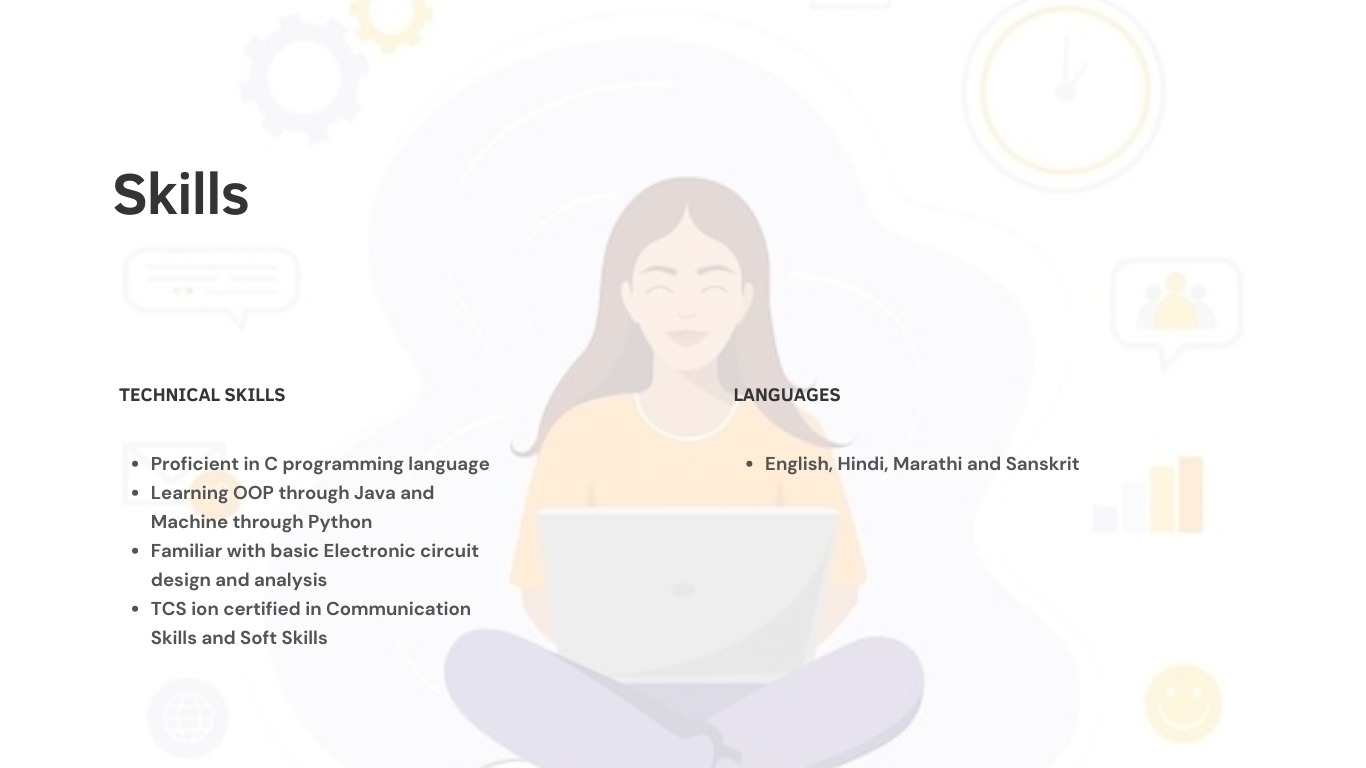 Skills
TECHNICAL SKILLS
• Proficient in C programming language
• Learning OOP through Java and
Machine through Python
• Familiar with basic Electronic circuit
design and analysis
• TCS ion certified in Communication
Skills and Soft Skills
LANGUAGES
• English, Hindi, Marathi and Sanskrit